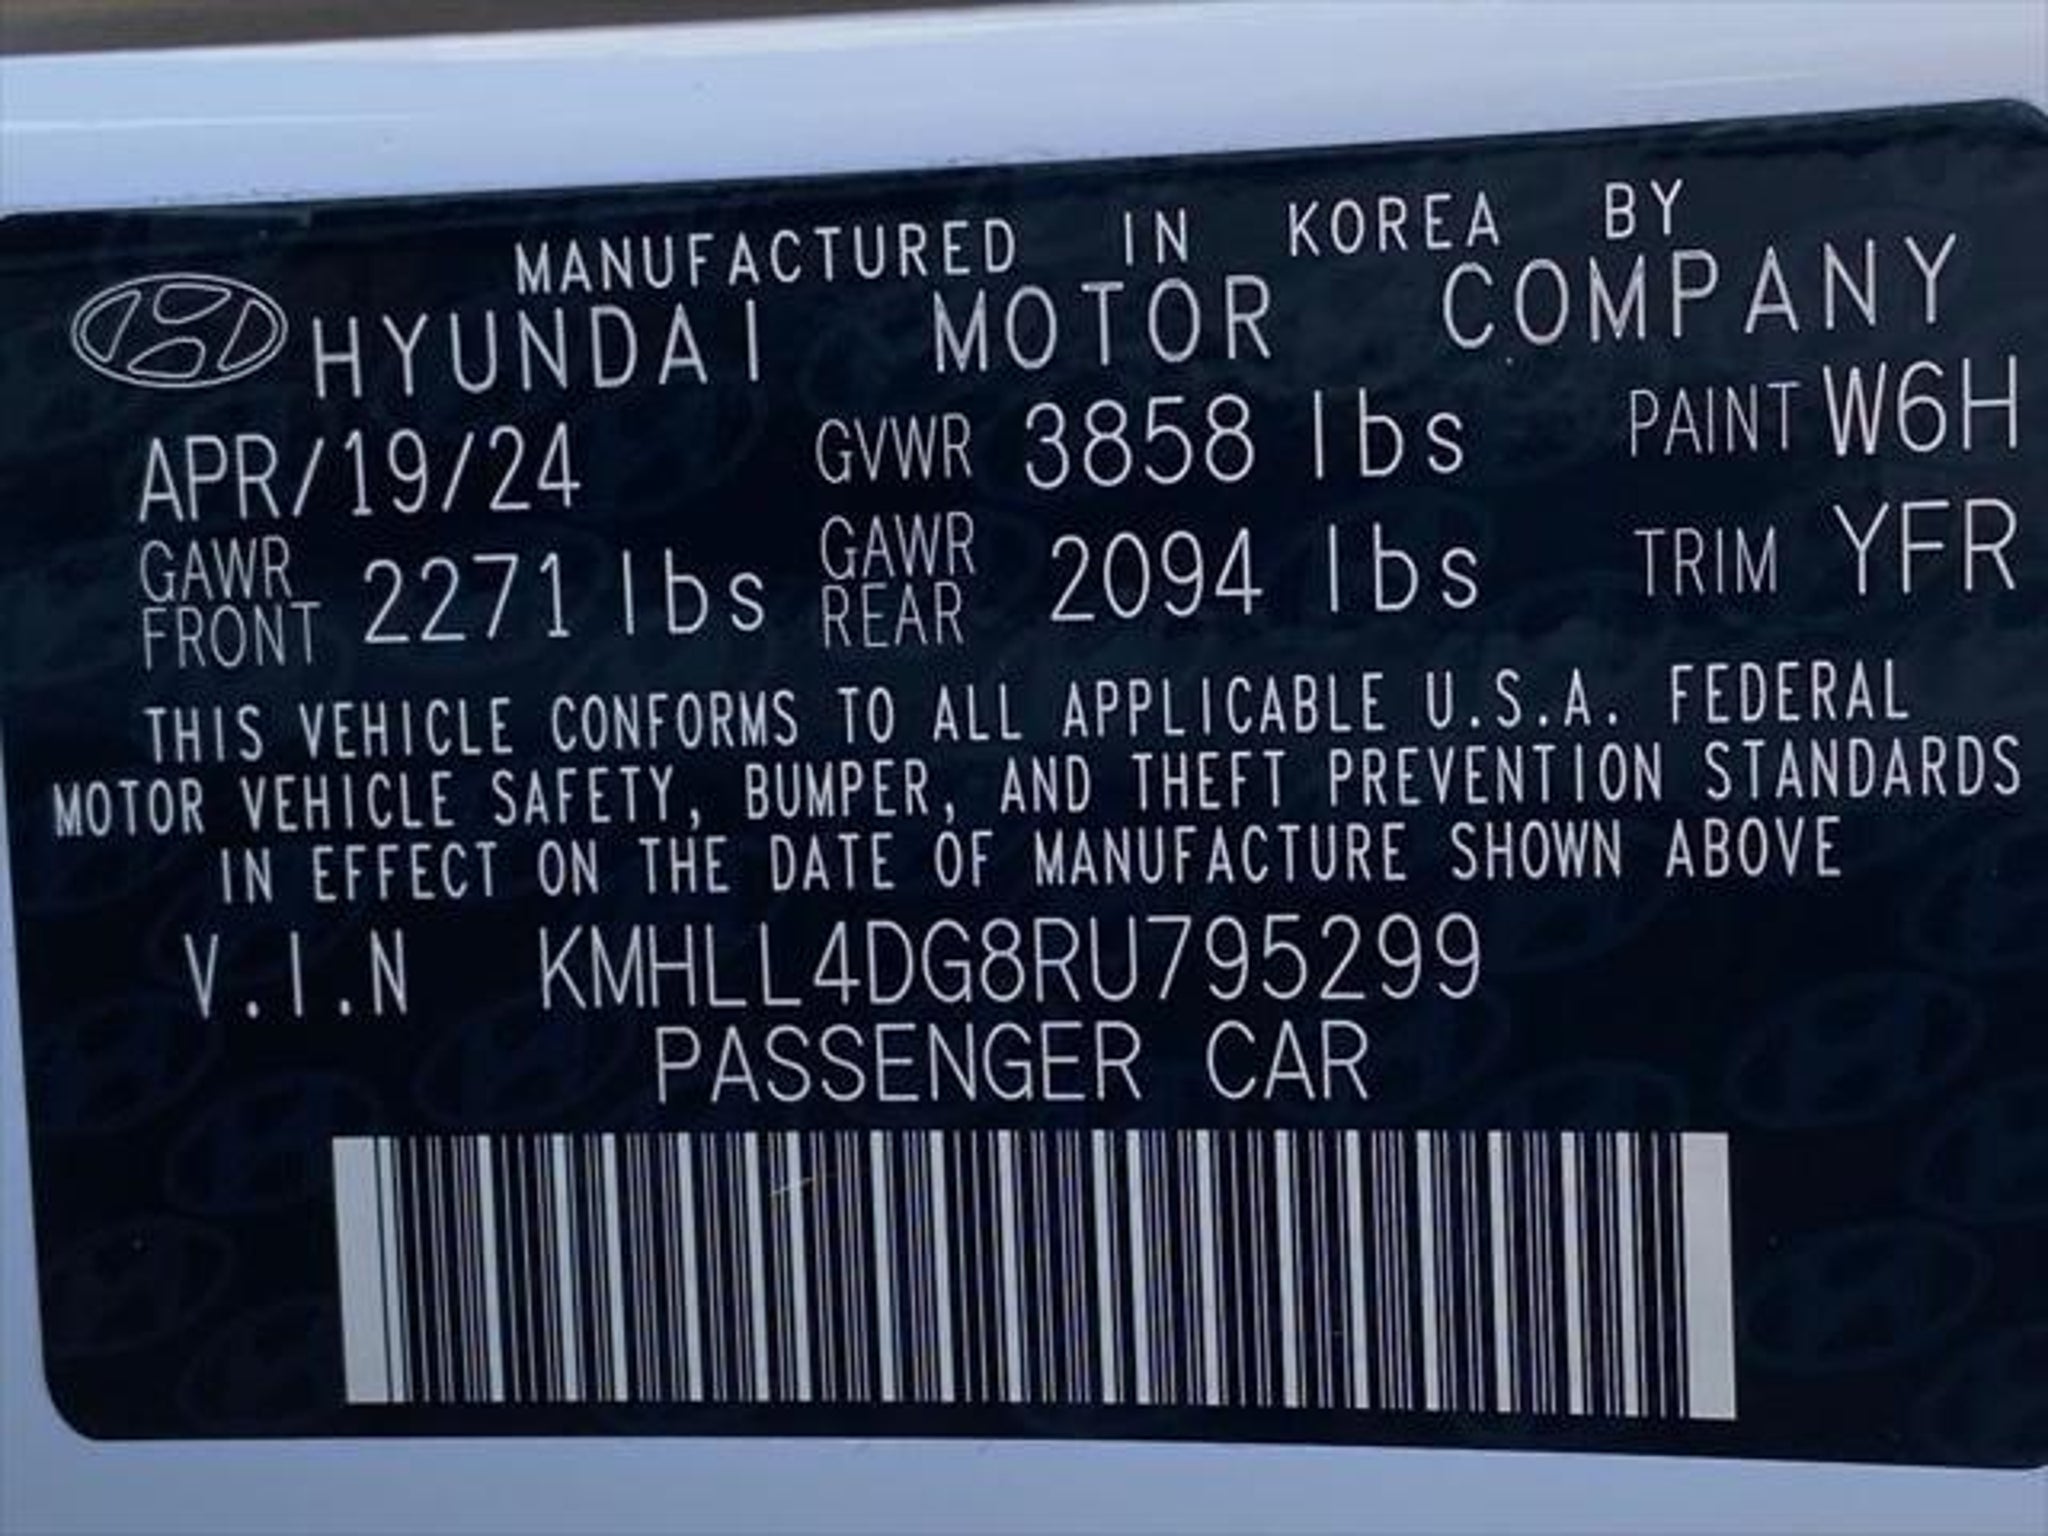 MANUFACTURED IN KOREA BY
HYUNDAI MOTOR COMPANY
APR/19/24 GVWR 3858 lbs PAINT W6H
GAWR FRONT 2271 lbs GAWR REAR 2094 lbs TRIM YFR
THIS VEHICLE CONFORMS TO ALL APPLICABLE U.S.A. FEDERAL
MOTOR VEHICLE SAFETY, BUMPER, AND THEFT PREVENTION STANDARDS
IN EFFECT ON THE DATE OF MANUFACTURE SHOWN ABOVE
V.I.N KMHLL4DG8RU795299
PASSENGER CAR